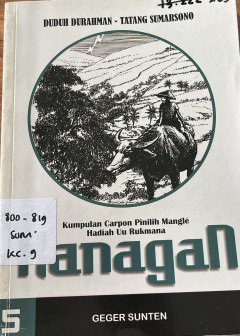 DUDUH DURAHMAN - TATANG SUMARSONO
Kumpulan Carpon Pinilih Manglé
Hadiah Uu Rukmana
800 - 819
Sum
kc. 9
HanagaN
5
GEGER SUNTEN